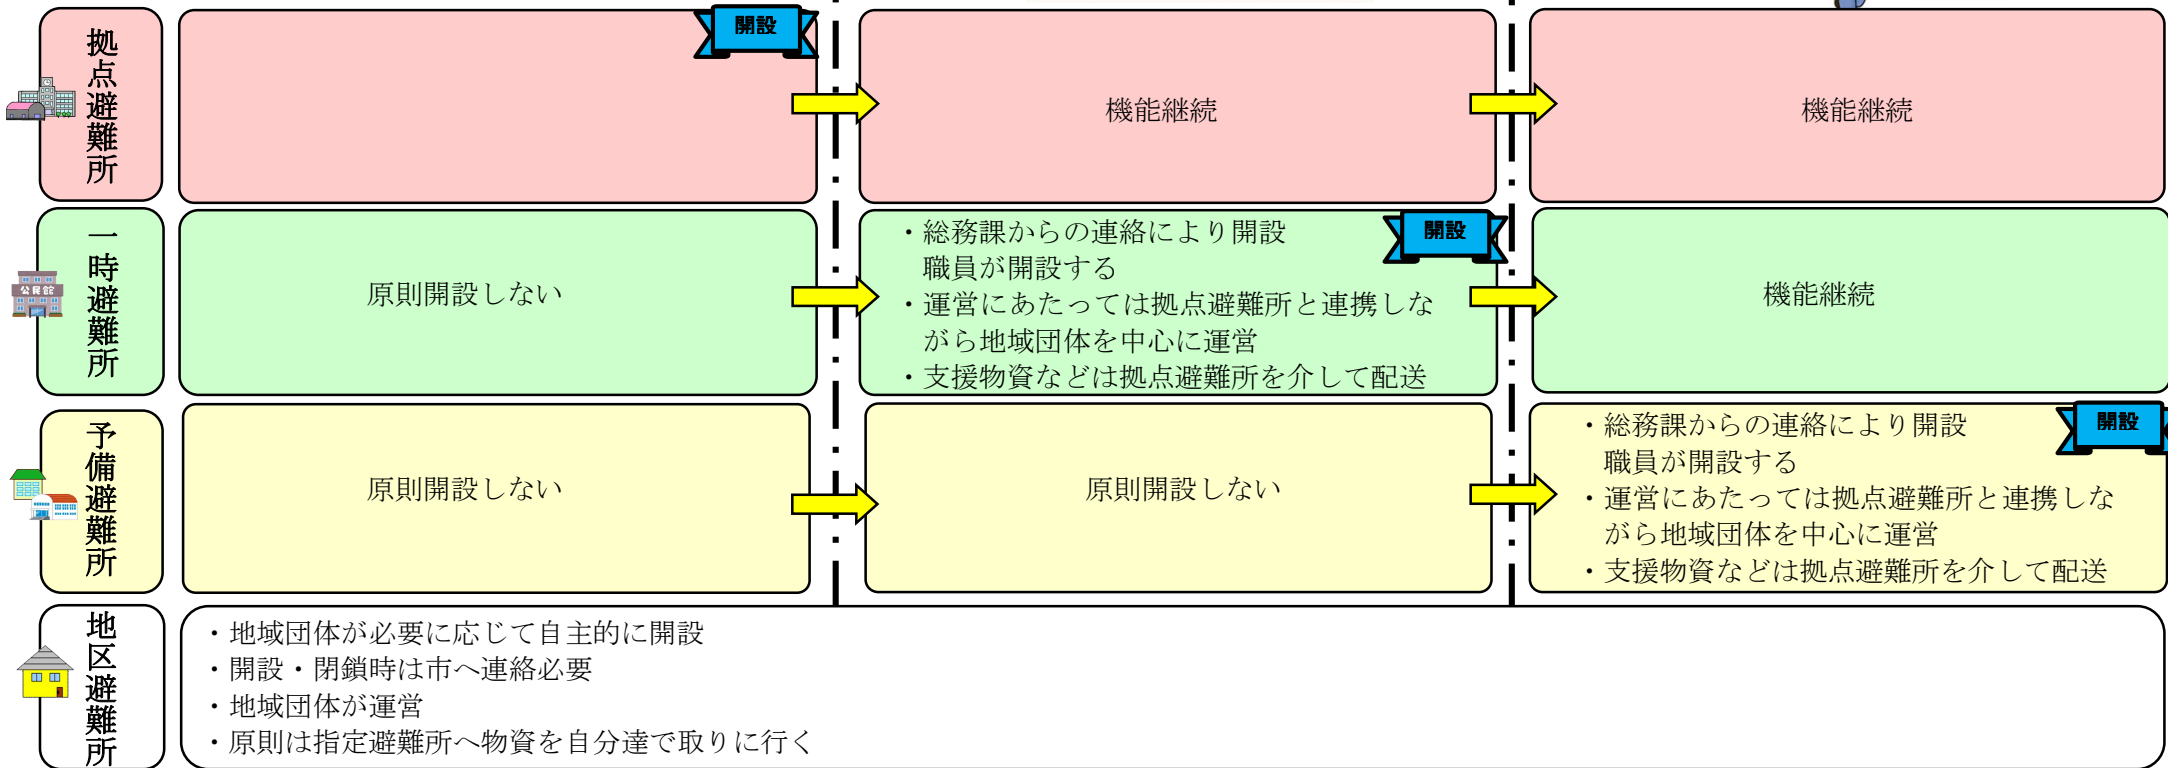 拠点避難所
開設
機能継続
機能継続
一時避難所
公民館
原則開設しない
・総務課からの連絡により開設
職員が開設する
・運営にあたっては拠点避難所と連携しな
がら地域団体を中心に運営
・支援物資などは拠点避難所を介して配送
開設
機能継続
予備避難所
原則開設しない
原則開設しない
・総務課からの連絡により開設
職員が開設する
・運営にあたっては拠点避難所と連携しな
がら地域団体を中心に運営
・支援物資などは拠点避難所を介して配送
開設
地区避難所
・地域団体が必要に応じて自主的に開設
・開設・閉鎖時は市へ連絡必要
・地域団体が運営
・原則は指定避難所へ物資を自分達で取りに行く